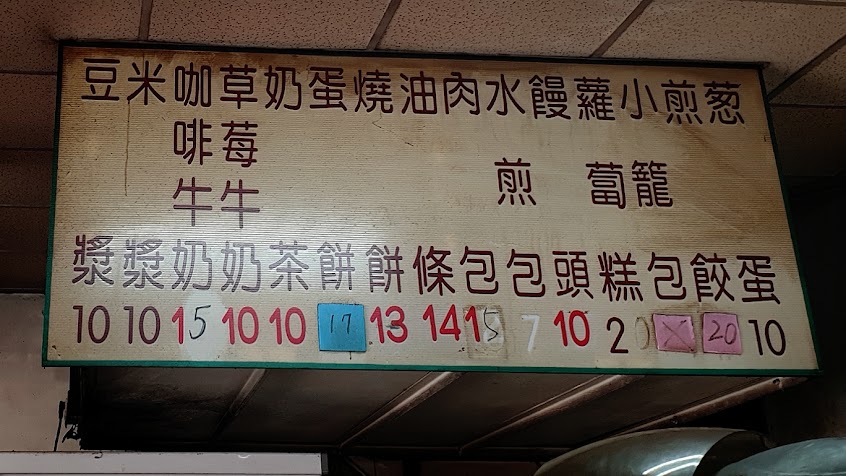 葱蛋 10
煎餃 20
小籠包 X
蘿蔔糕 20
饅頭 10
水煎包 7
肉包 15
油條 14
燒餅 13
蛋餅 17
奶茶 10
草莓牛奶 10
咖啡牛奶 15
米漿 10
豆漿 10